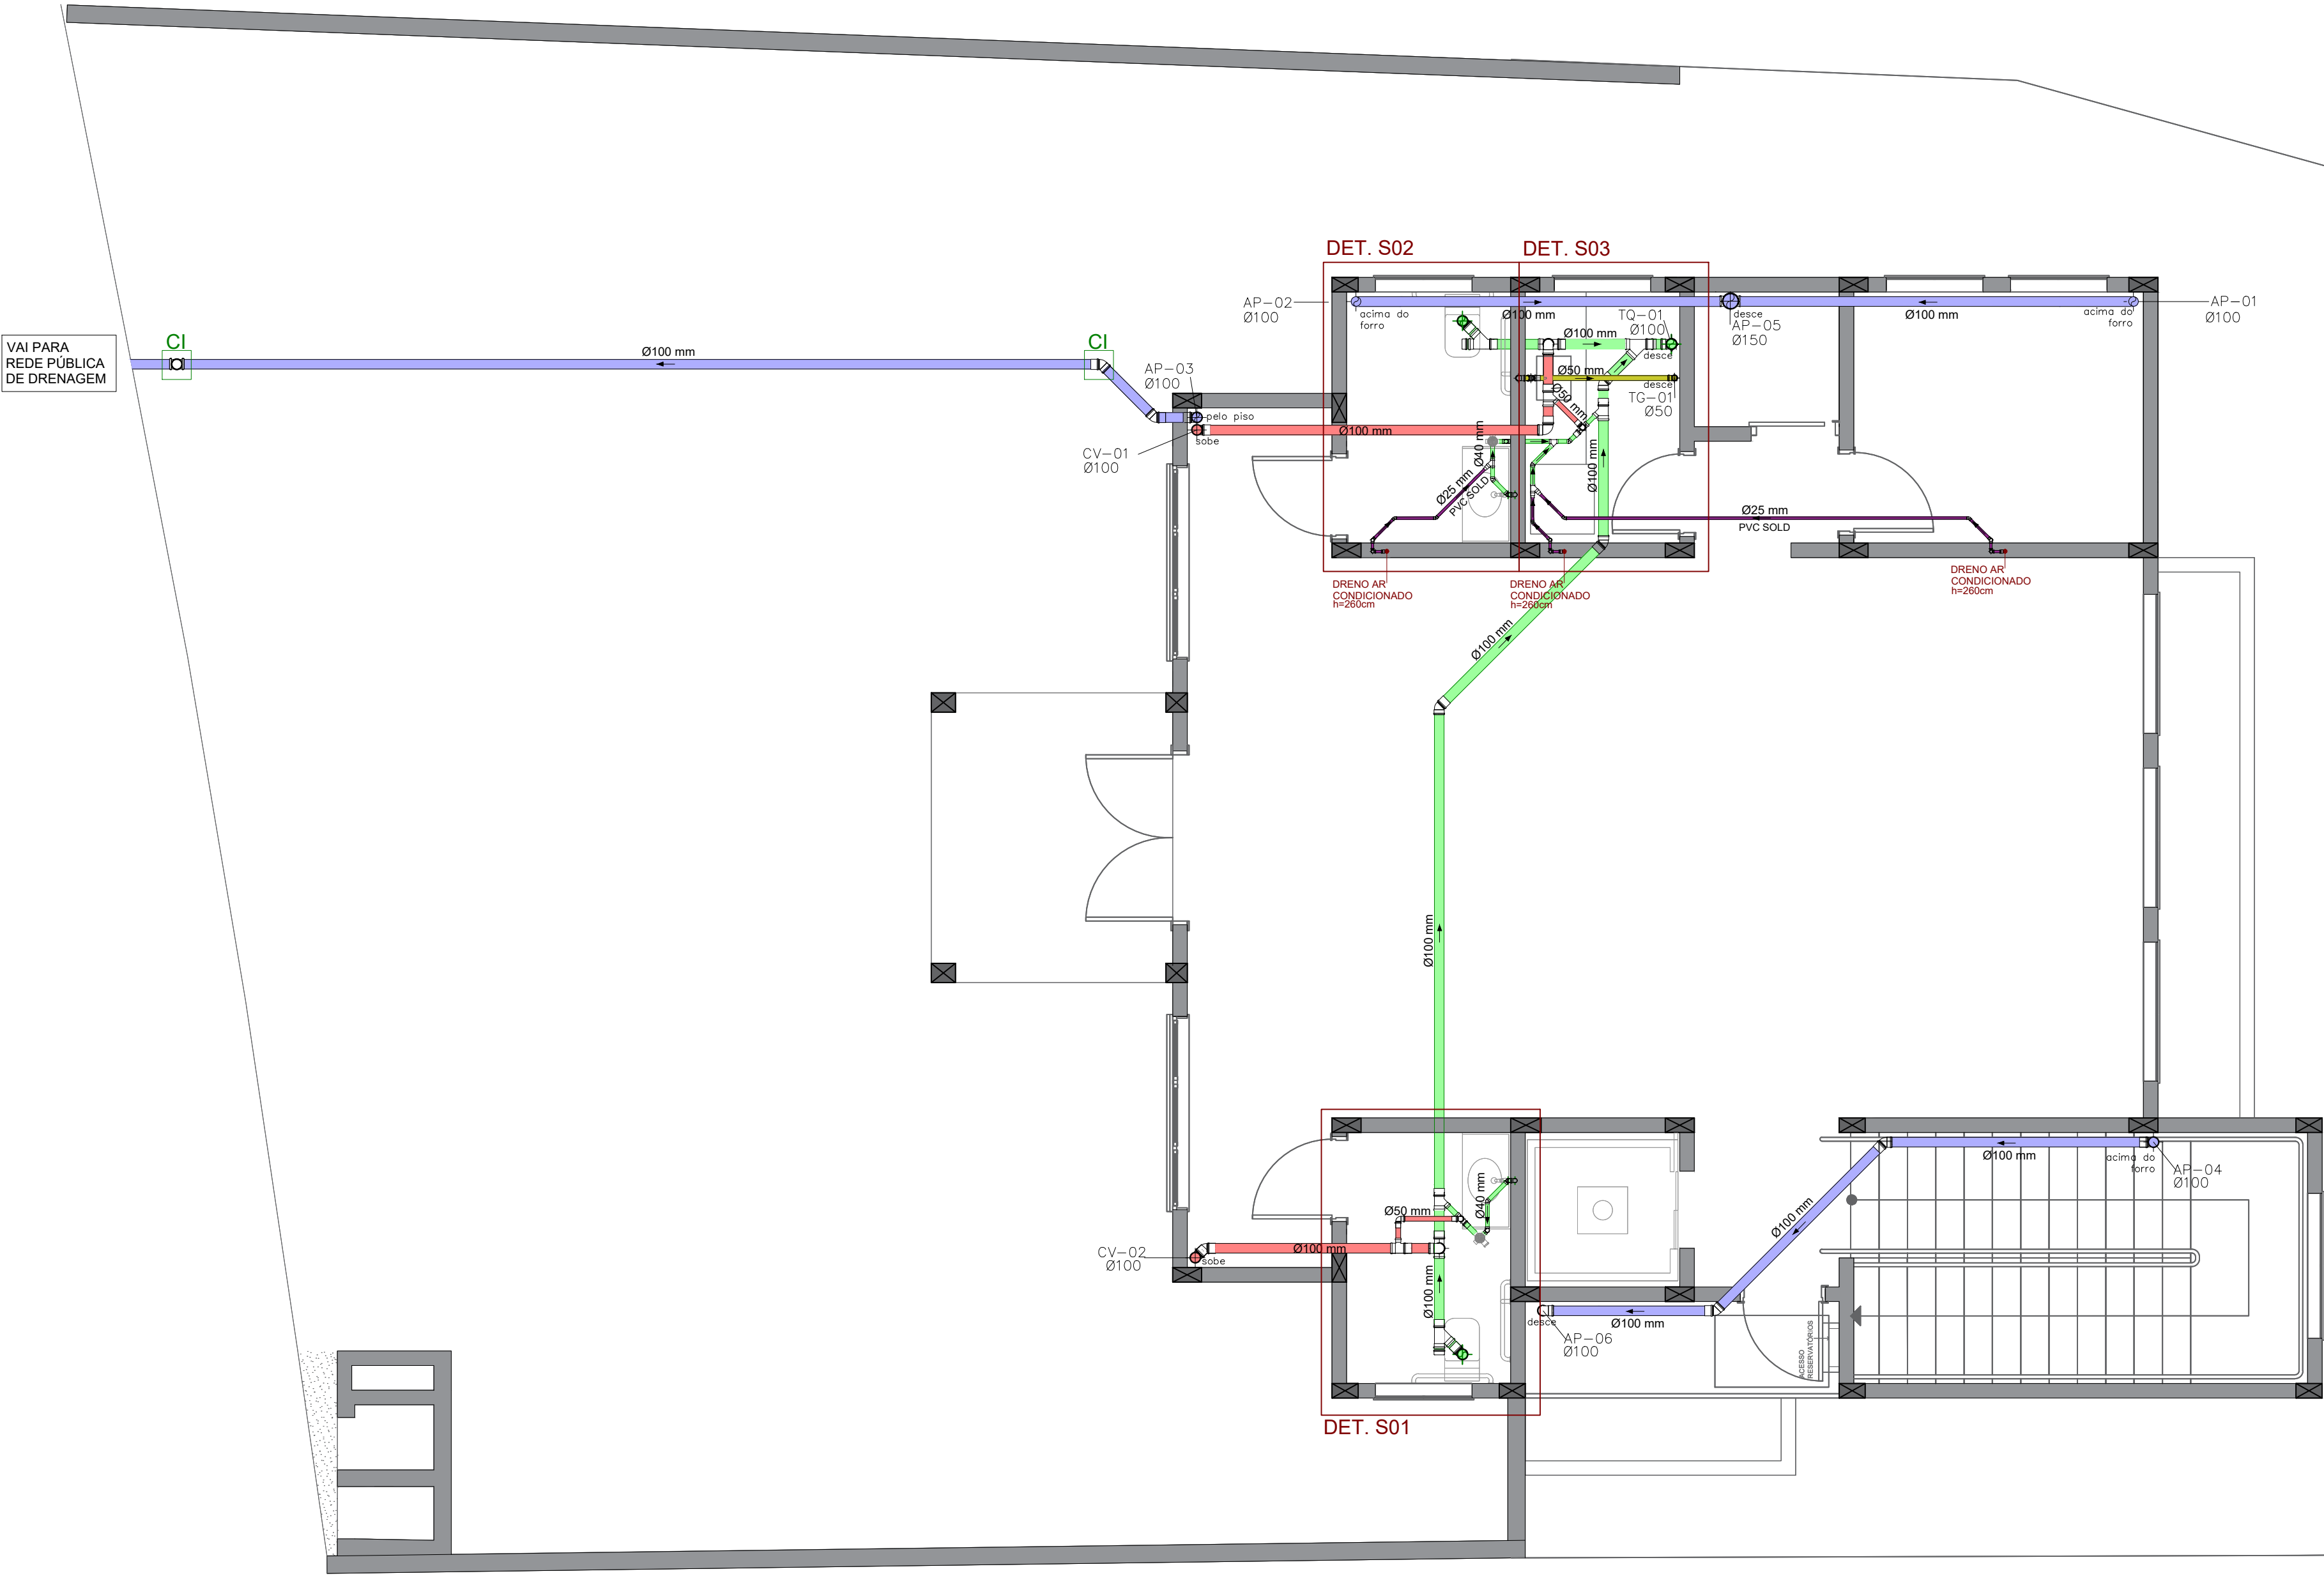 DET. S02
DET. S03
AP-02
Ø100
acima do
forro
Ø100 mm
TQ-01
Ø100
desce
Ø100 mm
desce
AP-05
Ø150
Ø100 mm
acima do
forro
AP-01
Ø100
VAI PARA
REDE PÚBLICA
DE DRENAGEM
CI
Ø100 mm
CI
AP-03
Ø100
pelo piso
sobe
CV-01
Ø100
Ø100 mm
Ø50 mm
desce
TG-01
Ø50
Ø50 mm
Ø40 mm
Ø100 mm
Ø25 mm
PVC SOLD
Ø25 mm
PVC SOLD
DRENO AR
CONDICIONADO
h=260cm
DRENO AR
CONDICIONADO
h=260cm
DRENO AR
CONDICIONADO
h=260cm
Ø100 mm
Ø100 mm
Ø100 mm
acima do
forro
AP-04
Ø100
Ø40 mm
Ø50 mm
Ø100 mm
CV-02
Ø100
sobe
Ø100 mm
Ø100 mm
desce
AP-06
Ø100
Ø100 mm
ACESSO
RESERVATÓRIOS
DET. S01